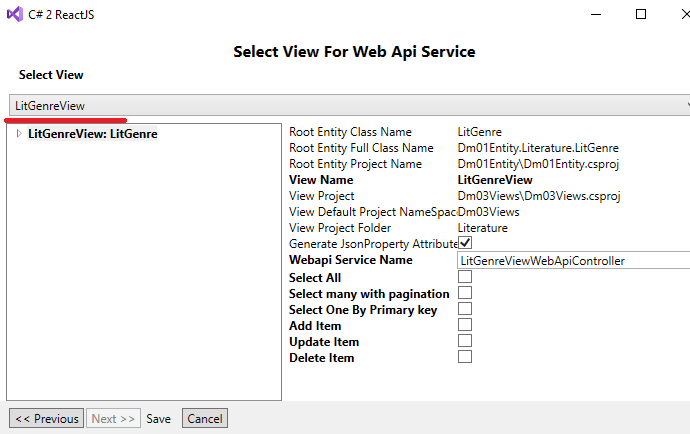 C# 2 ReactJS
Select View For Web Api Service
Select View
LitGenreView
LitGenreView: LitGenre
Root Entity Class Name LitGenre
Root Entity Full Class Name Dm01Entity.Literature.LitGenre
Root Entity Project Name Dm01Entity\Dm01Entity.csproj
View Name LitGenreView
View Project Dm03Views\Dm03Views.csproj
View Default Project NameSpac Dm03Views
View Project Folder Literature
Generate JsonProperty Attribute
Webapi Service Name LitGenreViewWebApiController
Select All
Select many with pagination
Select One By Primary key
Add Item
Update Item
Delete Item
<< Previous Next >> Save Cancel